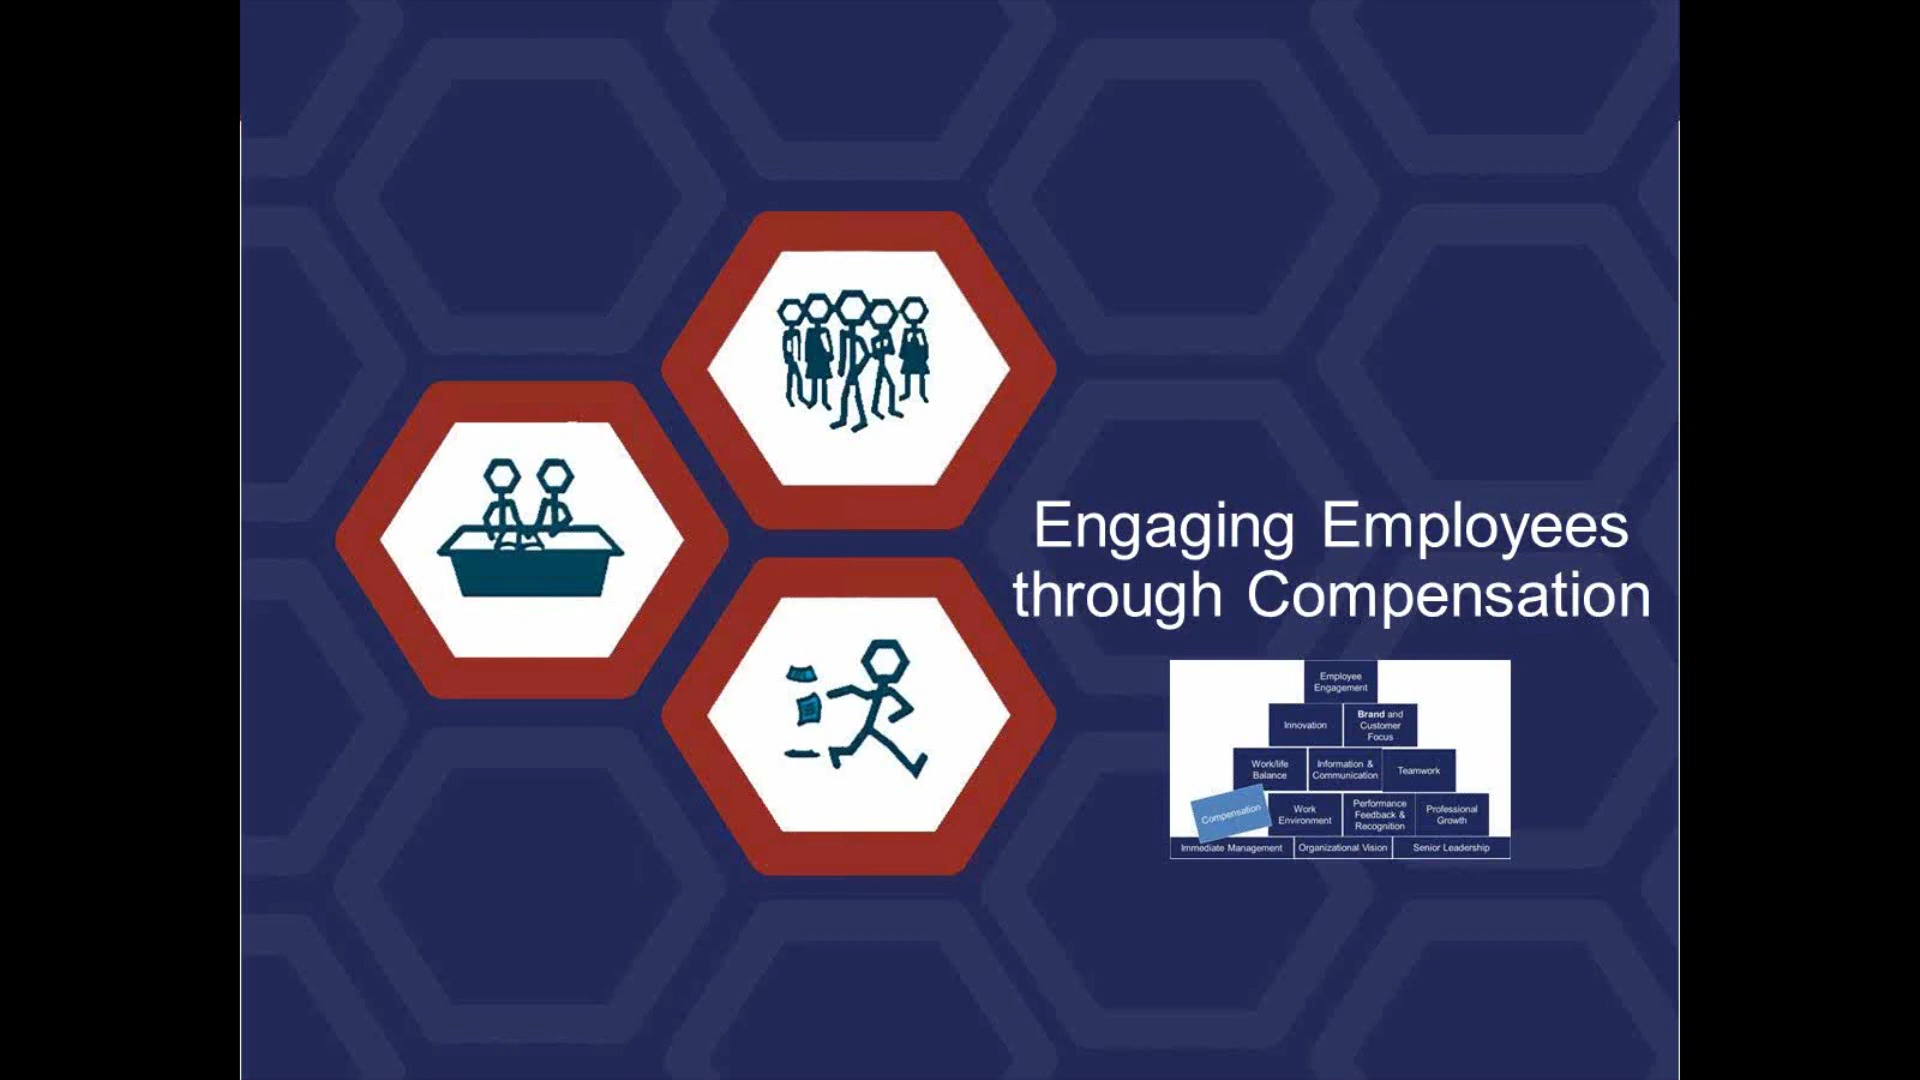 Engaging Employees
through Compensation
Employee
Engagement
Innovation
Brand and
Customer
Focus
Work/life
Balance
Information &
Communication
Teamwork
Compensation
Work
Environment
Performance
Feedback &
Recognition
Professional
Growth
Immediate Management
Organizational Vision
Senior Leadership